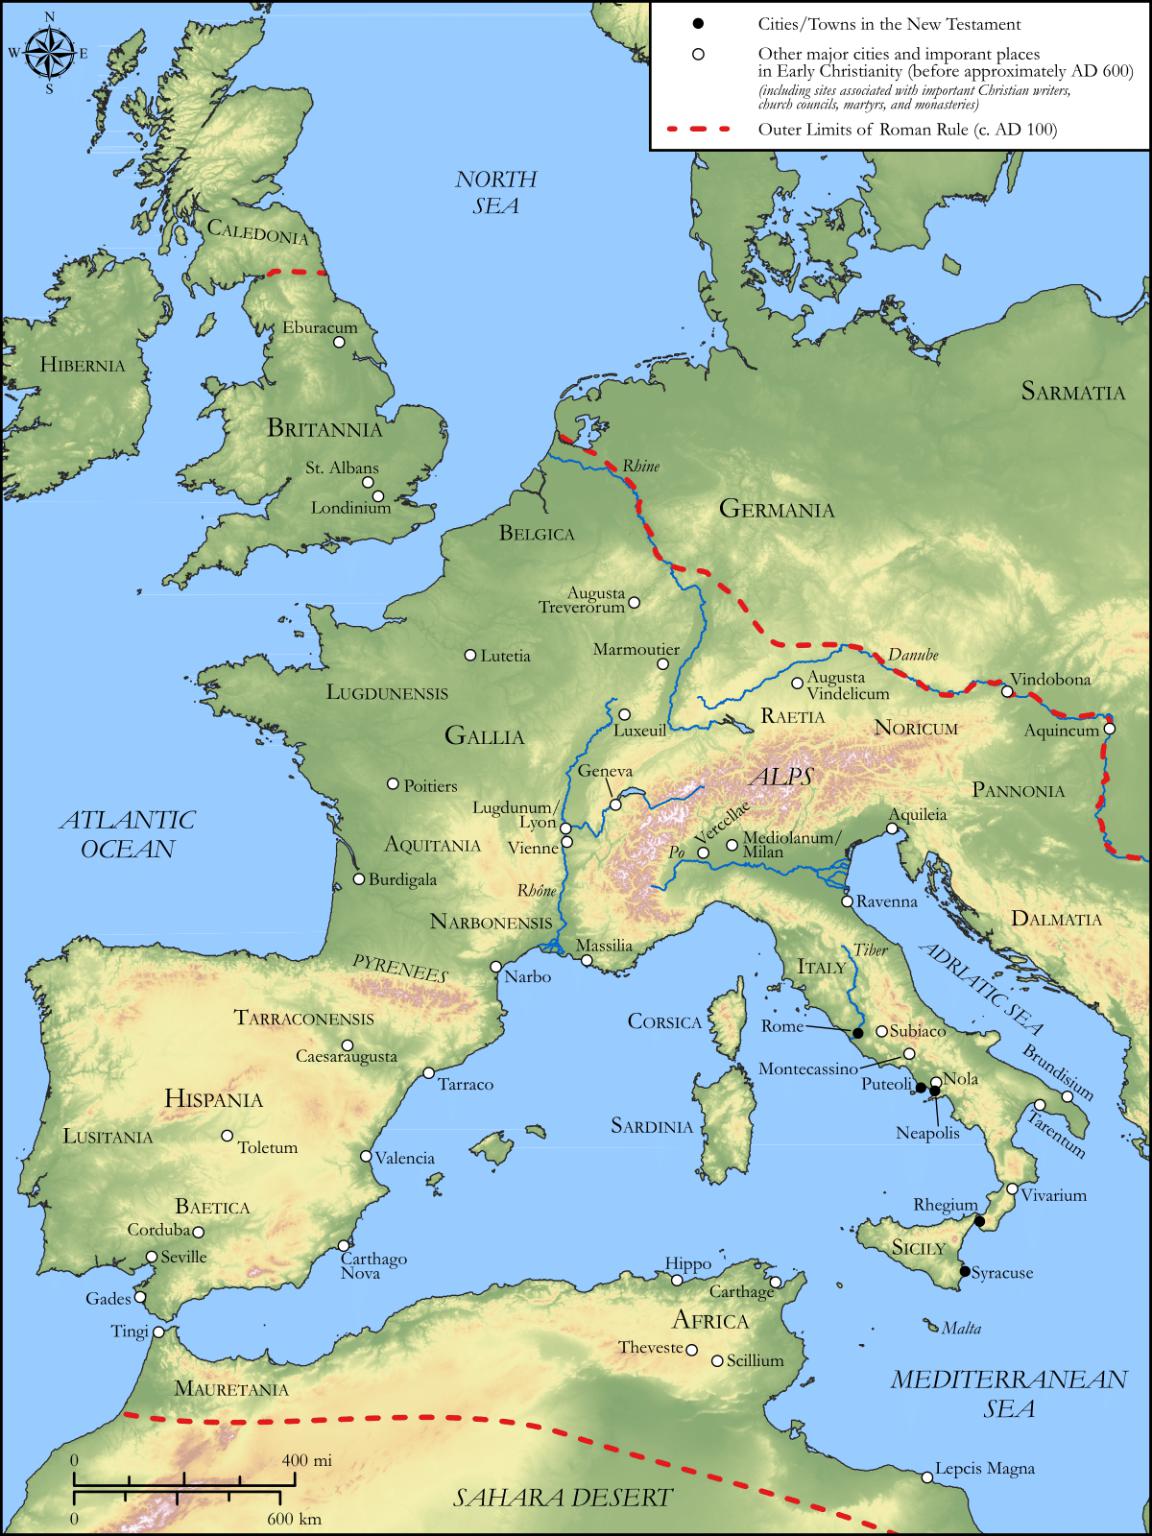 N
W
E
S
Cities/Towns in the New Testament
Other major cities and imporant places
in Early Christianity (before approximately AD 600)
(including sites associated with important Christian writers,
church councils, martyrs, and monasteries)
Outer Limits of Roman Rule (c. AD 100)
NORTH
SEA
CALEDONIA
Eburacum
HIBERNIA
SARMATIA
BRITANNIA
St. Albans
Londinium
Rhine
GERMANIA
BELGICA
Augusta
Treverorum
Marmoutier
Lutetia
Danube
Vindobona
Augusta
Vindelicum
LUGDUNENSIS
RAETIA
NORICUM
Luxeuil
Aquincum
GALLIA
Geneva
ALPS
PANNONIA
Poitiers
Lugdunum/
Lyon
Vercellae
Aquileia
ATLANTIC
OCEAN
AQUITANIA
Vienne
Po
Mediolanum/
Milan
Burdigala
Rhône
Ravenna
NARBONENSIS
DALMATIA
Massilia
Tiber
ADRIATIC SEA
PYRENEES
Narbo
ITALY
TARRACONENSIS
CORSICA
Rome
Subiaco
Caesaraugusta
Montecassino
Tarraco
Puteoli
Nola
Brundisium
HISPANIA
SARDINIA
Neapolis
Tarentum
LUSITANIA
Toletum
Valencia
Vivarium
BAETICA
Rhegium
Corduba
SICILY
Seville
Carthago
Nova
Hippo
Syracuse
Gades
Carthage
Tingi
AFRICA
Malta
Theveste
Scillium
MAURETANIA
MEDITERRANEAN
SEA
0
400 mi
Lepcis Magna
SAHARA DESERT
0
600 km